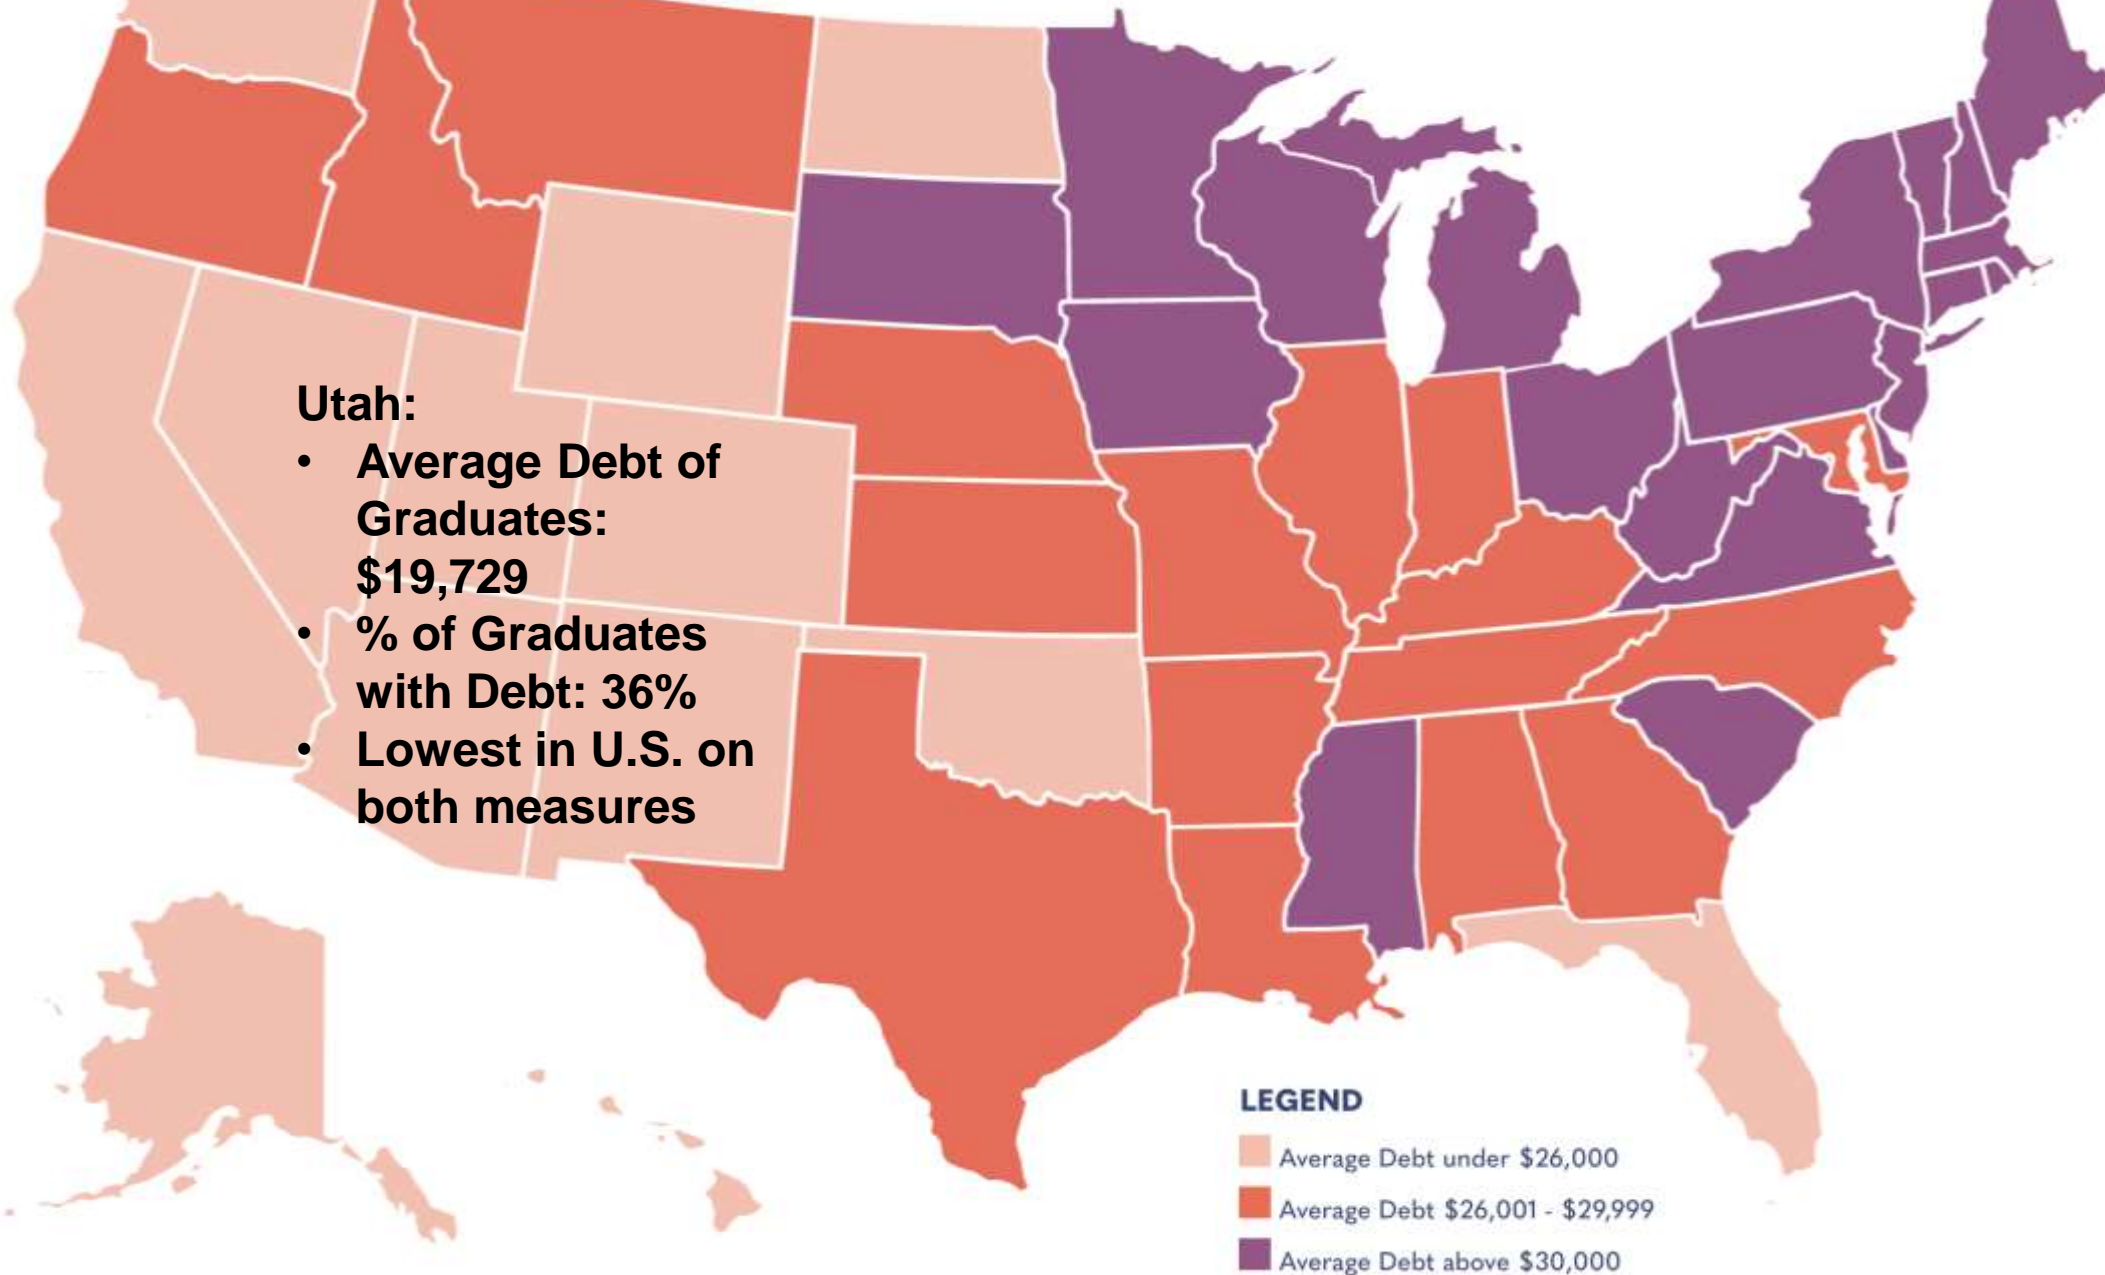 Utah:
• Average Debt of
Graduates:
$19,729
• % of Graduates
with Debt: 36%
• Lowest in U.S. on
both measures
LEGEND
Average Debt under $26,000
Average Debt $26,001 - $29,999
Average Debt above $30,000